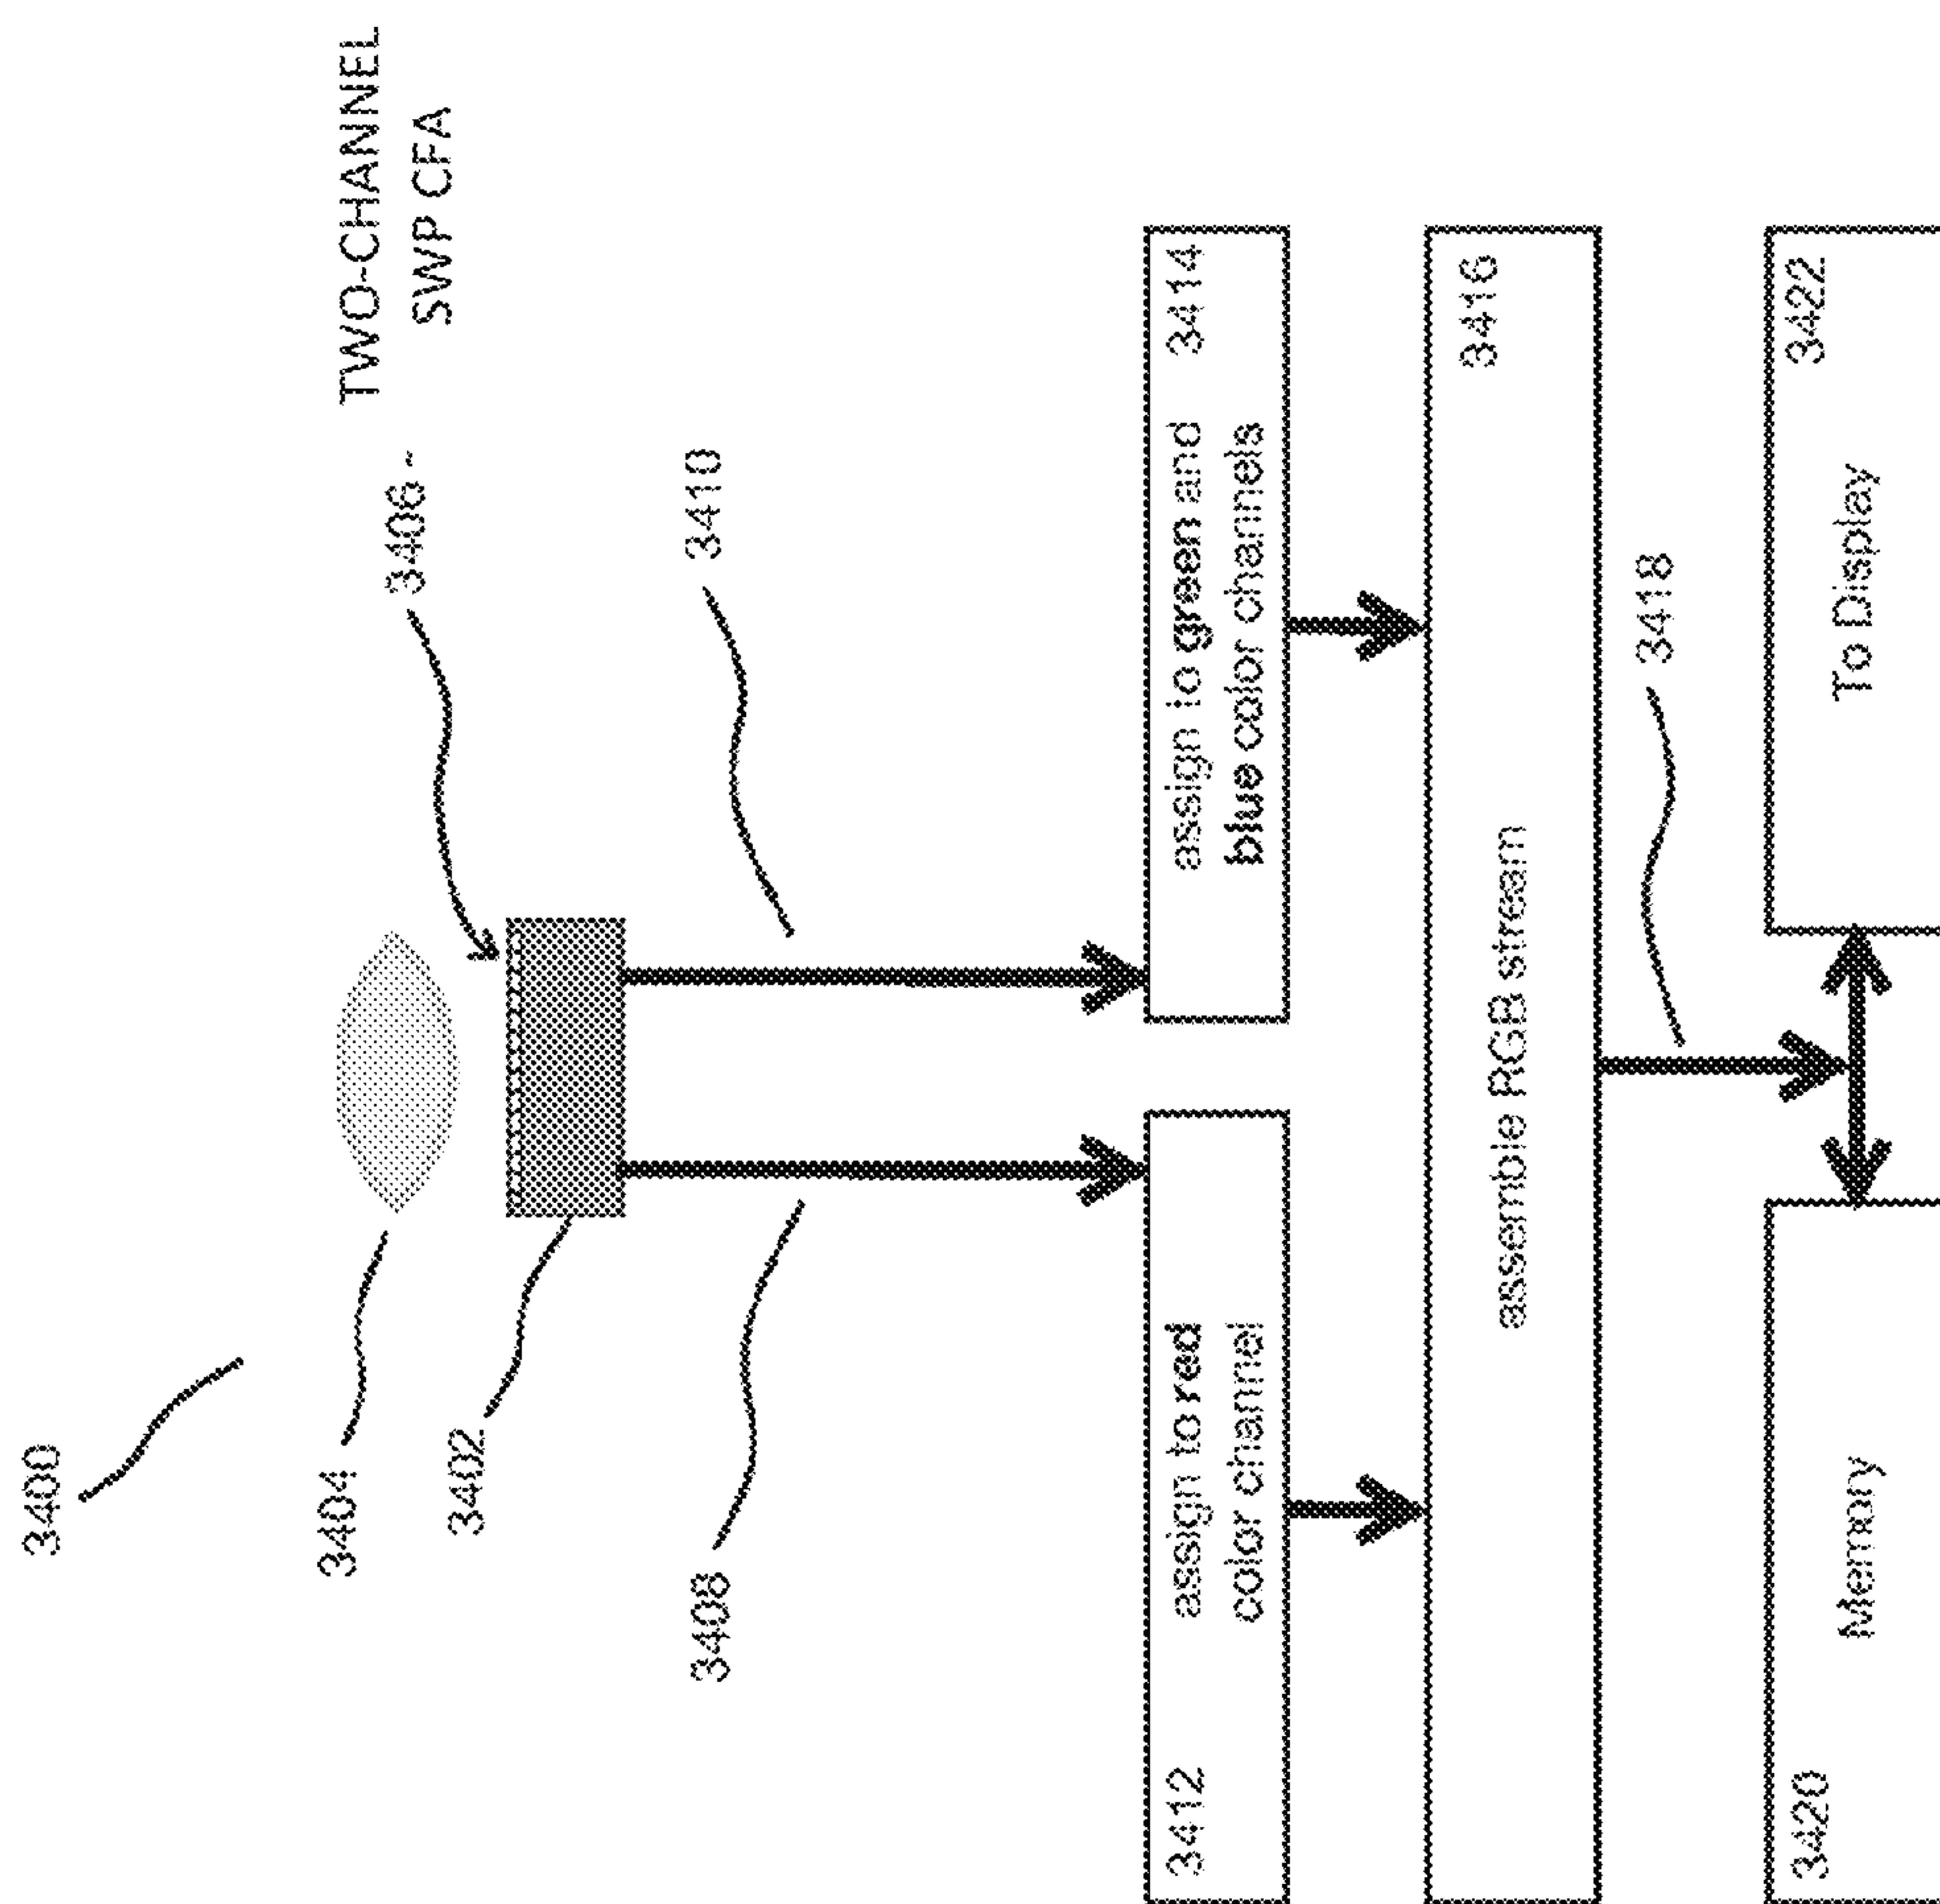 3400
TWO-CHANNEL
SWP CFA
3404
3406 ~
3402
3408
3410
3412
assign to red
color channel
assign to green and
blue color channels
3414
3416
assemble RGB stream
3418
3420
Memory
3422
To Display